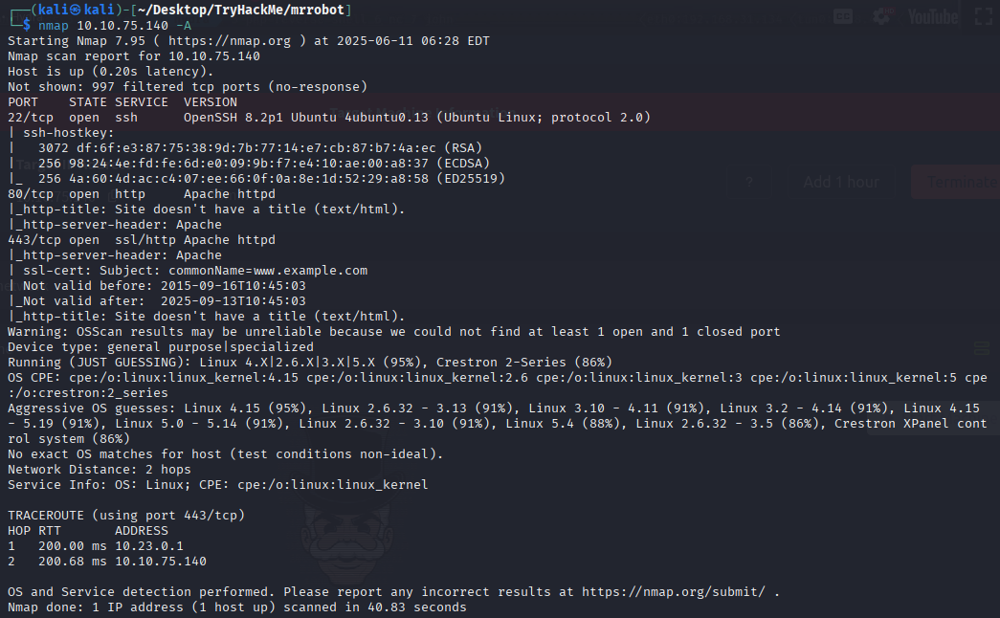 ┌──(kali㉿kali)-[~/Desktop/TryHackMe/mrrobot]
└─$ nmap 10.10.75.140 -A
Starting Nmap 7.95 ( https://nmap.org ) at 2025-06-11 06:28 EDT
Nmap scan report for 10.10.75.140
Host is up (0.20s latency).
Not shown: 997 filtered tcp ports (no-response)
PORT    STATE SERVICE  VERSION
22/tcp  open  ssh      OpenSSH 8.2p1 Ubuntu 4ubuntu0.13 (Ubuntu Linux; protocol 2.0)
| ssh-hostkey:
|   3072 df:6f:e3:87:75:38:9d:7b:77:14:e7:cb:87:b7:4a:ec (RSA)
|   256 98:24:4e:fd:fe:6d:e0:09:9b:f7:e4:10:ae:00:a8:37 (ECDSA)
|_  256 4a:60:4d:ac:c4:07:ee:66:0f:0a:8e:1d:52:29:a8:58 (ED25519)
80/tcp  open  http     Apache httpd
|_http-title: Site doesn't have a title (text/html).
|_http-server-header: Apache
443/tcp open  ssl/http Apache httpd
|_http-server-header: Apache
| ssl-cert: Subject: commonName=www.example.com
| Not valid before: 2015-09-16T10:45:03
|_Not valid after:  2025-09-13T10:45:03
|_http-title: Site doesn't have a title (text/html).
Warning: OSScan results may be unreliable because we could not find at least 1 open and 1 closed port
Device type: general purpose|specialized
Running (JUST GUESSING): Linux 4.X|2.6.X|3.X|5.X (95%), Crestron 2-Series (86%)
OS CPE: cpe:/o:linux:linux_kernel:4.15 cpe:/o:linux:linux_kernel:2.6 cpe:/o:linux:linux_kernel:3 cpe:/o:linux:linux_kernel:5 cpe
:/o:crestron:2_series
Aggressive OS guesses: Linux 4.15 (95%), Linux 2.6.32 - 3.13 (91%), Linux 3.10 - 4.11 (91%), Linux 3.2 - 4.14 (91%), Linux 4.15
- 5.19 (91%), Linux 5.0 - 5.14 (91%), Linux 2.6.32 - 3.10 (91%), Linux 5.4 (88%), Linux 2.6.32 - 3.5 (86%), Crestron XPanel cont
rol system (86%)
No exact OS matches for host (test conditions non-ideal).
Network Distance: 2 hops
Service Info: OS: Linux; CPE: cpe:/o:linux:linux_kernel
TRACEROUTE (using port 443/tcp)
HOP RTT       ADDRESS
1   200.00 ms 10.23.0.1
2   200.68 ms 10.10.75.140
OS and Service detection performed. Please report any incorrect results at https://nmap.org/submit/ .
Nmap done: 1 IP address (1 host up) scanned in 40.83 seconds
YouTube
? Add 1 hour